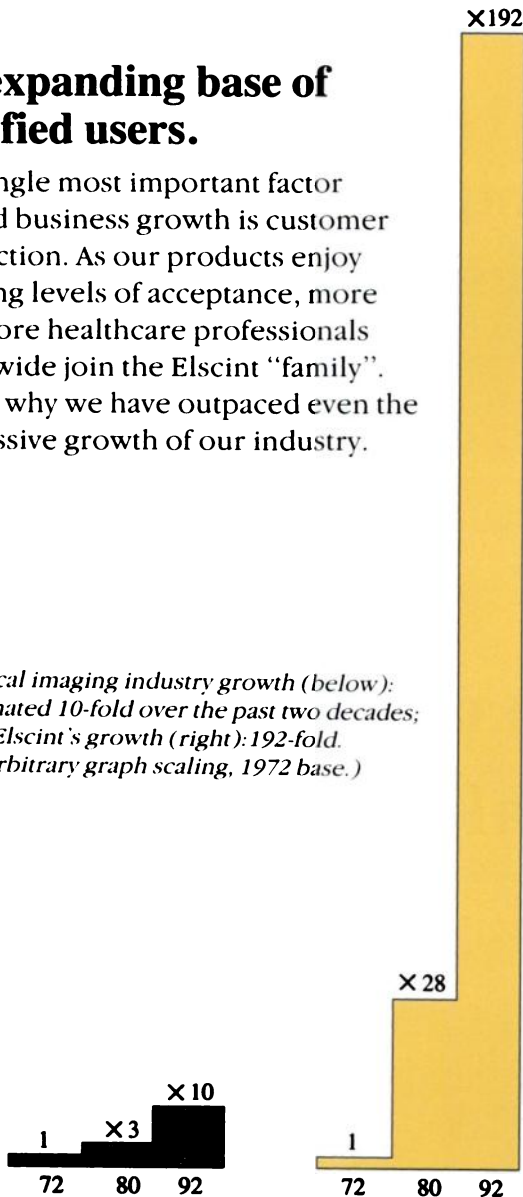 expanding base of
fied users.
ngle most important factor
d business growth is customer
ction. As our products enjoy
ng levels of acceptance, more
ore healthcare professionals
wide join the Elscint “family”.
why we have outpaced even the
ssive growth of our industry.
cal imaging industry growth (below):
nated 10-fold over the past two decades;
Elscint's growth (right): 192-fold.
rbitrary graph scaling, 1972 base.)
×192
× 28
1
72 80 92
× 10
×3
1
72 80 92